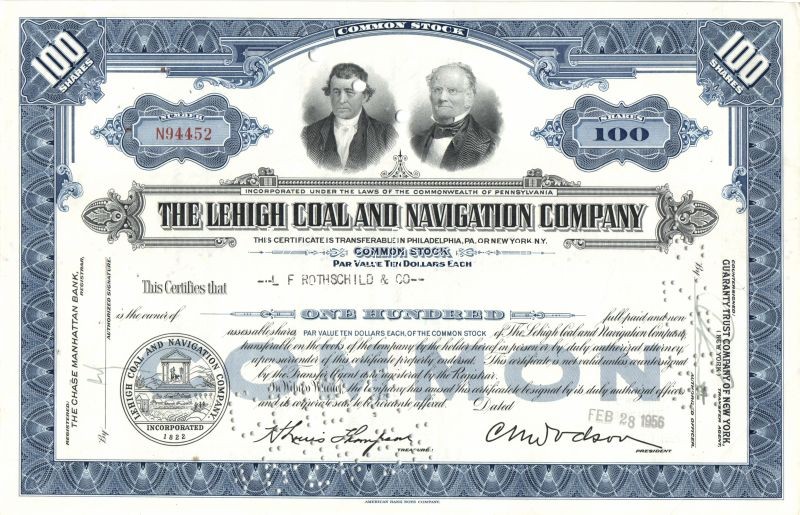 COMMON STOCK
100 SHARES
100 SHARES
NUMBER
N94452
SHARES
100
INCORPORATED UNDER THE LAWS OF THE COMMONWEALTH OF PENNSYLVANIA
THE LEHIGH COAL AND NAVIGATION COMPANY
THIS CERTIFICATE IS TRANSFERABLE IN PHILADELPHIA, PA. OR NEW YORK, N.Y.
COMMON STOCK
PAR VALUE TEN DOLLARS EACH
This Certifies that ---L F ROTHSCHILD & CO--
is the owner of ONE HUNDRED full paid and non-
assessable shares PAR VALUE TEN DOLLARS EACH, OF THE COMMON STOCK of The Lehigh Coal and Navigation Company,
transferable on the books of the Company by the holder hereof in person or by duly authorized attorney,
upon surrender of this certificate properly endorsed. This certificate is not valid unless countersigned
by the Transfer Agent and registered by the Registrar.
In Witness Whereof, the Company has caused this certificate to be signed by its duly authorized officers
and its corporate seal to be hereunto affixed. Dated
FEB 28 1956
COMMON
LEHIGH COAL AND NAVIGATION COMPANY
INCORPORATED
1822
TREASURER
PRESIDENT
REGISTERED:
THE CHASE MANHATTAN BANK,
REGISTRAR,
By
AUTHORIZED SIGNATURE.
COUNTERSIGNED:
GUARANTY TRUST COMPANY OF NEW YORK,
(NEW YORK) TRANSFER AGENT,
By
AUTHORIZED OFFICER.
AMERICAN BANK NOTE COMPANY.